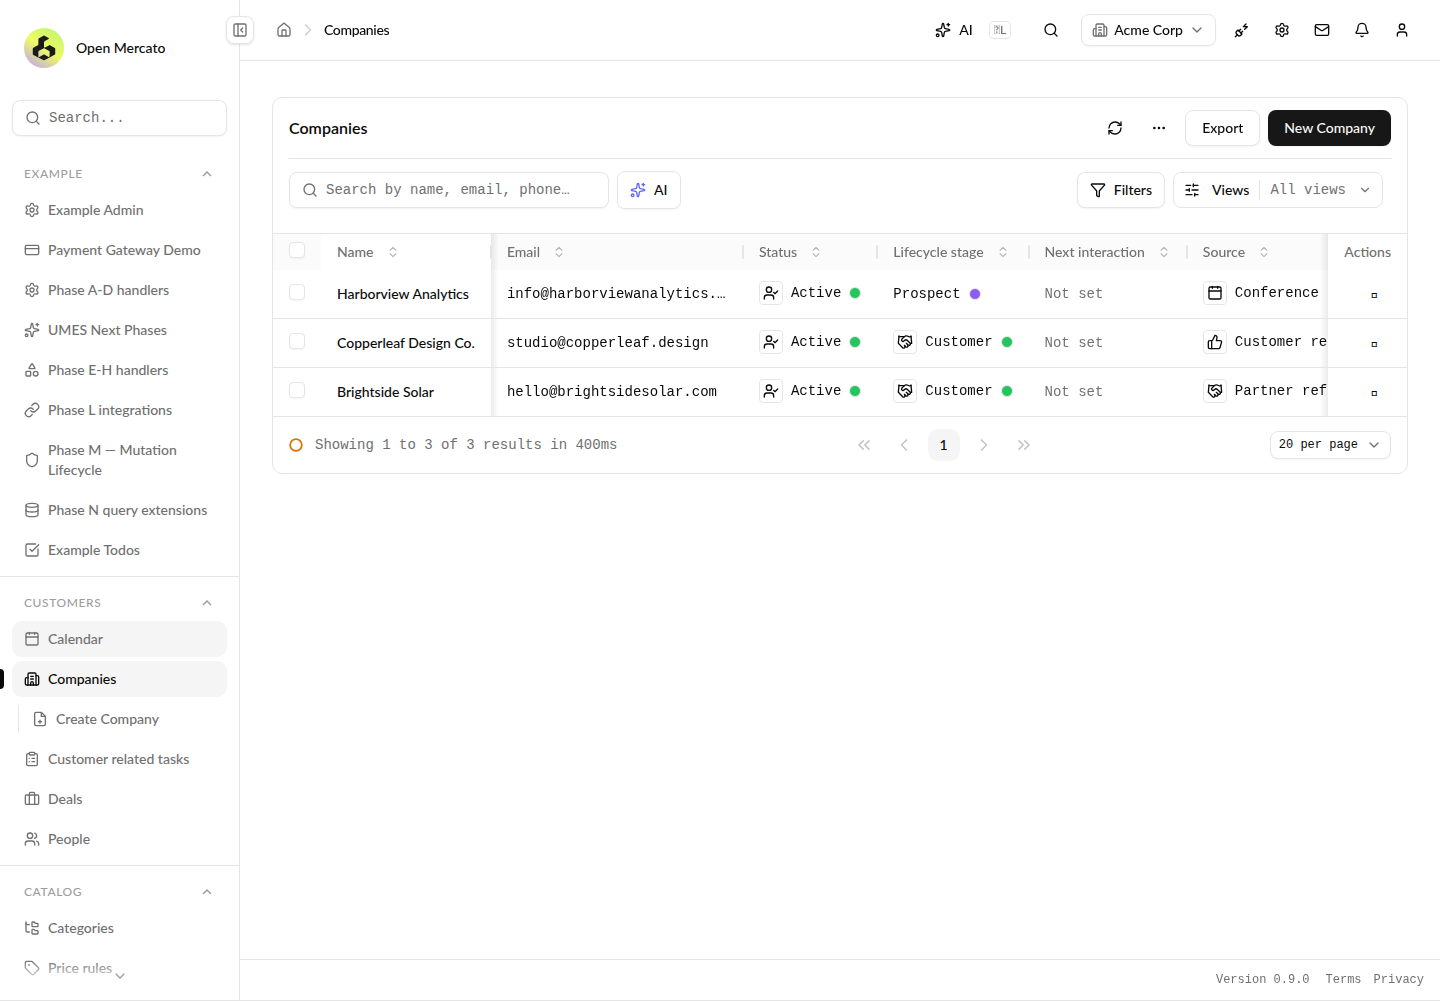 Open Mercato
Companies
AI
L
Acme Corp
Search...
EXAMPLE
Example Admin
Payment Gateway Demo
Phase A-D handlers
UMES Next Phases
Phase E-H handlers
Phase L integrations
Phase M — Mutation
Lifecycle
Phase N query extensions
Example Todos
CUSTOMERS
Calendar
Companies
Create Company
Customer related tasks
Deals
People
CATALOG
Categories
Price rules
Companies
Export
New Company
Search by name, email, phone…
AI
Filters
Views
All views
Name Email Status Lifecycle stage Next interaction Source Actions
Harborview Analytics info@harborviewanalytics.… Active Prospect Not set Conference
Copperleaf Design Co. studio@copperleaf.design Active Customer Not set Customer re
Brightside Solar hello@brightsidesolar.com Active Customer Not set Partner ref
Showing 1 to 3 of 3 results in 400ms
1
20 per page
Version 0.9.0 Terms Privacy